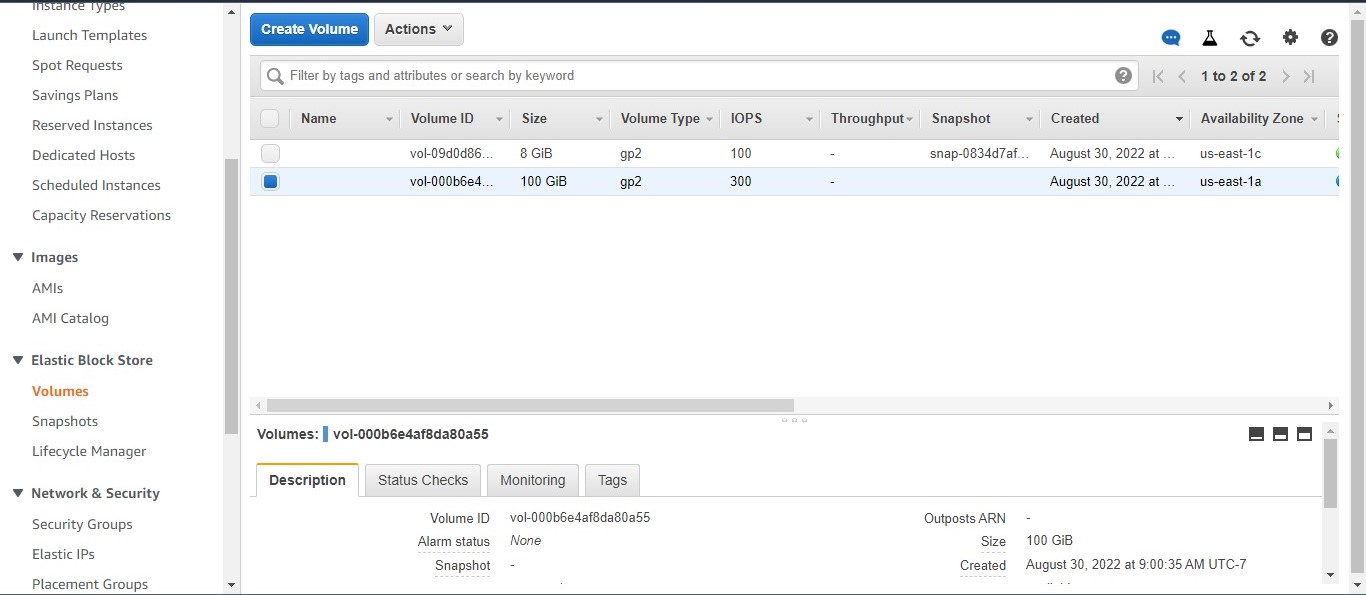 Instance Types
Launch Templates
Spot Requests
Savings Plans
Reserved Instances
Dedicated Hosts
Scheduled Instances
Capacity Reservations
Images
AMIs
AMI Catalog
Elastic Block Store
Volumes
Snapshots
Lifecycle Manager
Network & Security
Security Groups
Elastic IPs
Placement Groups
Create Volume Actions
Filter by tags and attributes or search by keyword
1 to 2 of 2
Name Volume ID Size Volume Type IOPS Throughput Snapshot Created Availability Zone
vol-09d0d86... 8 GiB gp2 100 - snap-0834d7af... August 30, 2022 at ... us-east-1c
vol-000b6e4... 100 GiB gp2 300 - August 30, 2022 at ... us-east-1a
Volumes: vol-000b6e4af8da80a55
Description Status Checks Monitoring Tags
Volume ID vol-000b6e4af8da80a55 Outposts ARN -
Alarm status None Size 100 GiB
Snapshot - Created August 30, 2022 at 9:00:35 AM UTC-7